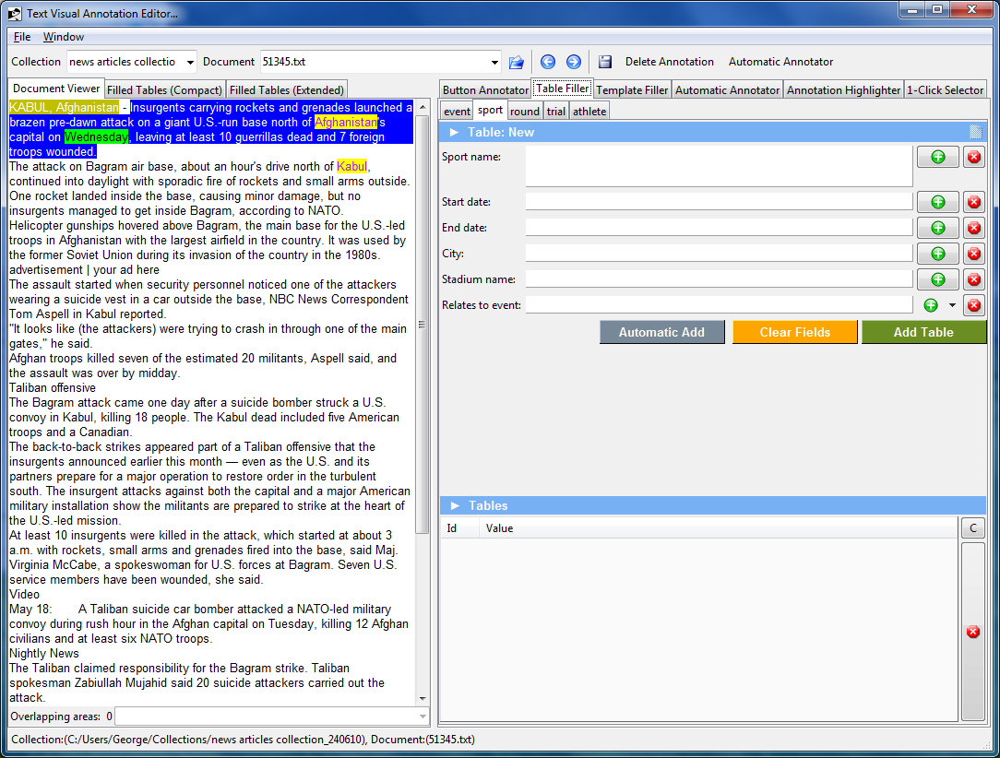 Text Visual Annotation Editor...
File Window
Collection news articles collectio Document 51345.txt Delete Annotation Automatic Annotator
Document Viewer Filled Tables (Compact) Filled Tables (Extended)
KABUL, Afghanistan - Insurgents carrying rockets and grenades launched a
brazen pre-dawn attack on a giant U.S.-run base north of Afghanistan's
capital on Wednesday, leaving at least 10 guerrillas dead and 7 foreign
troops wounded.
The attack on Bagram air base, about an hour's drive north of Kabul,
continued into daylight with sporadic fire of rockets and small arms outside.
One rocket landed inside the base, causing minor damage, but no
insurgents managed to get inside Bagram, according to NATO.
Helicopter gunships hovered above Bagram, the main base for the U.S.-led
troops in Afghanistan with the largest airfield in the country. It was used by
the former Soviet Union during its invasion of the country in the 1980s.
advertisement | your ad here
The assault started when security personnel noticed one of the attackers
wearing a suicide vest in a car outside the base, NBC News Correspondent
Tom Aspell in Kabul reported.
"It looks like (the attackers) were trying to crash in through one of the main
gates," he said.
Afghan troops killed seven of the estimated 20 militants, Aspell said, and
the assault was over by midday.
Taliban offensive
The Bagram attack came one day after a suicide bomber struck a U.S.
convoy in Kabul, killing 18 people. The Kabul dead included five American
troops and a Canadian.
The back-to-back strikes appeared part of a Taliban offensive that the
insurgents announced earlier this month — even as the U.S. and its
partners prepare for a major operation to restore order in the turbulent
south. The insurgent attacks against both the capital and a major American
military installation show the militants are prepared to strike at the heart of
the U.S.-led mission.
At least 10 insurgents were killed in the attack, which started at about 3
a.m. with rockets, small arms and grenades fired into the base, said Maj.
Virginia McCabe, a spokeswoman for U.S. forces at Bagram. Seven U.S.
service members have been wounded, she said.
Video
May 18: A Taliban suicide car bomber attacked a NATO-led military
convoy during rush hour in the Afghan capital on Tuesday, killing 12 Afghan
civilians and at least six NATO troops.
Nightly News
The Taliban claimed responsibility for the Bagram strike. Taliban
spokesman Zabiullah Mujahid said 20 suicide attackers carried out the
attack.
Overlapping areas: 0
Button Annotator Table Filler Template Filler Automatic Annotator Annotation Highlighter 1-Click Selector
event sport round trial athlete
Table: New
Sport name:
Start date:
End date:
City:
Stadium name:
Relates to event:
Automatic Add Clear Fields Add Table
Tables
Id Value C
Collection:(C:/Users/George/Collections/news articles collection_240610), Document:(51345.txt)